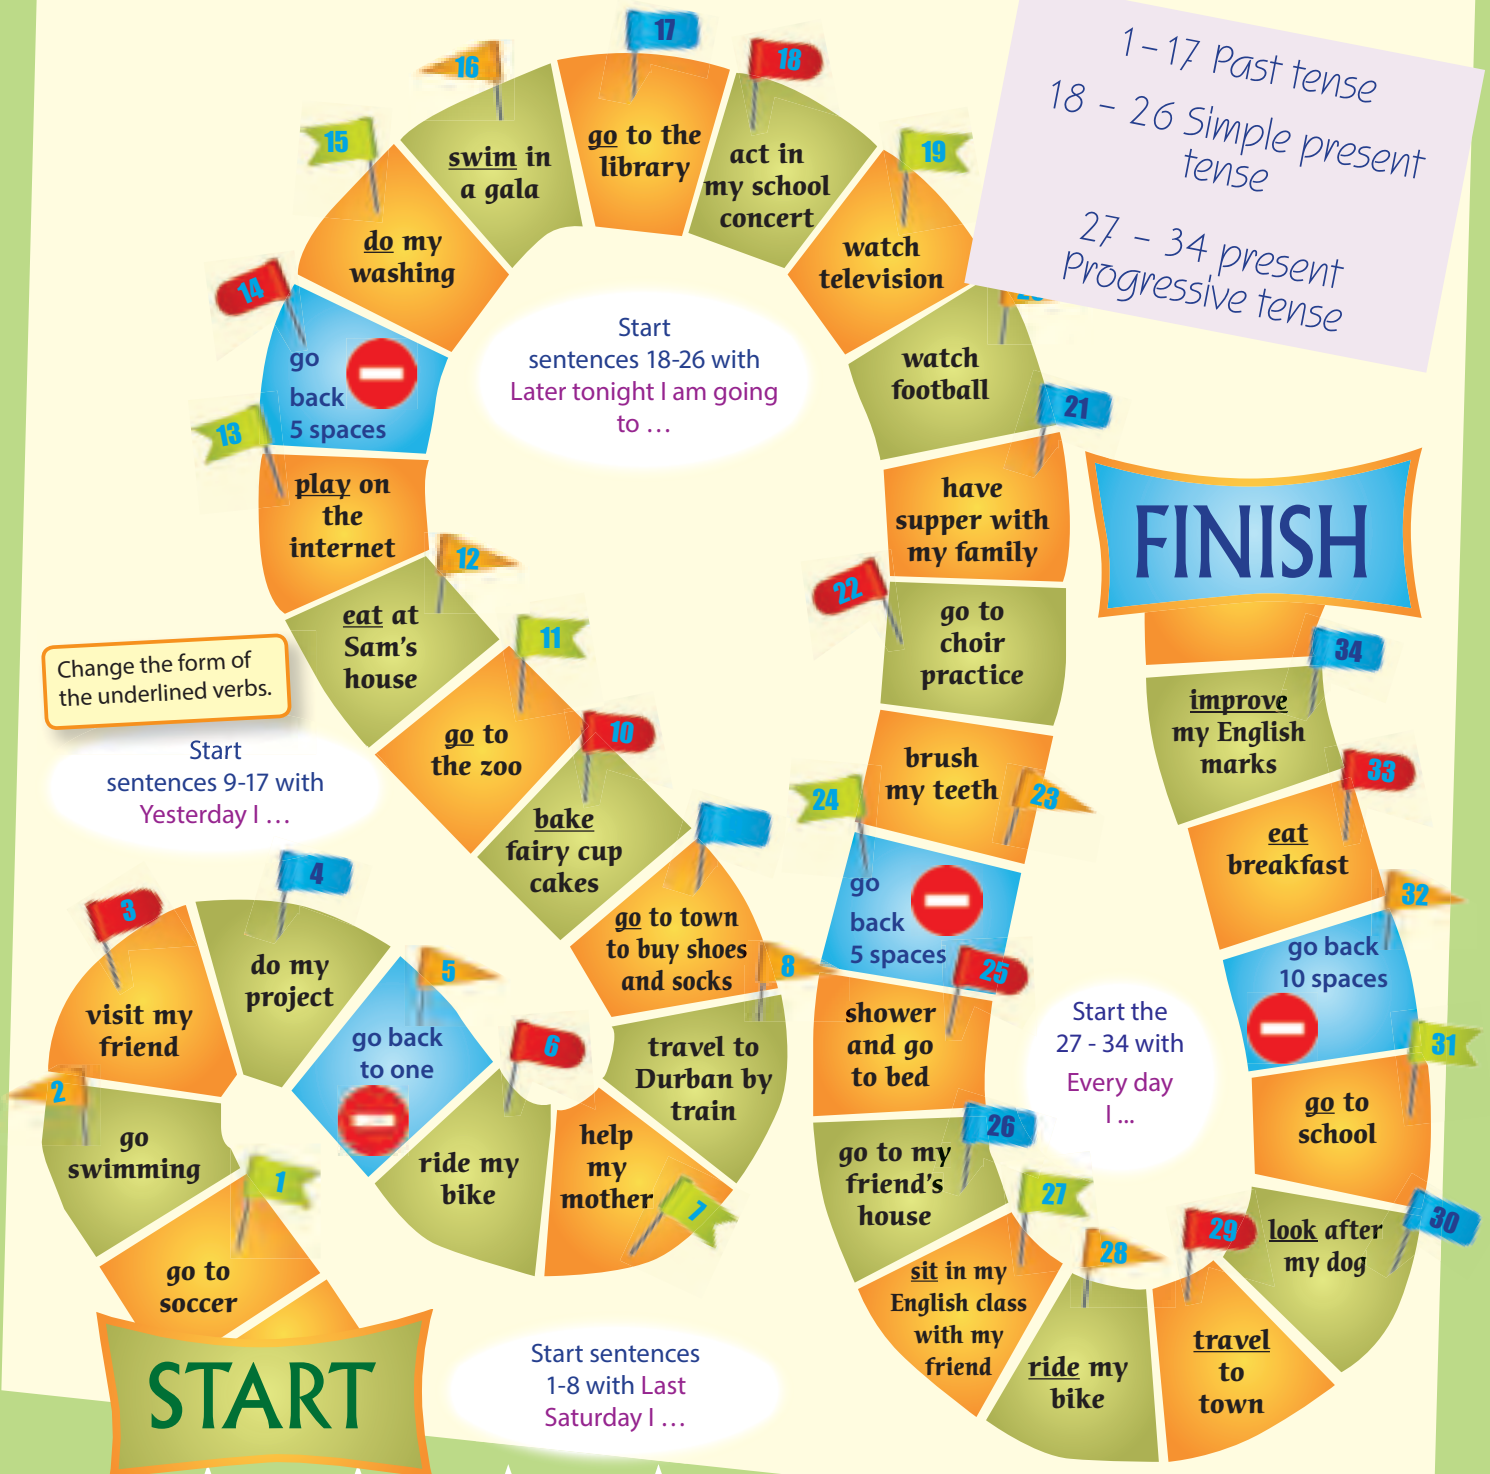 1 - 17 Past tense
18 - 26 Simple present
tense
27 - 34 present
Progressive tense
START
1
go to
soccer
2
go
swimming
3
visit my
friend
4
do my
project
5
go back
to one
6
ride my
bike
7
help
my
mother
8
travel to
Durban by
train
go to town
to buy shoes
and socks
10
bake
fairy cup
cakes
11
go to
the zoo
12
eat at
Sam's
house
13
play on
the
internet
14
go
back
5 spaces
15
do my
washing
16
swim in
a gala
17
go to the
library
18
act in
my school
concert
19
watch
television
watch
football
21
have
supper with
my family
22
go to
choir
practice
23
brush
my teeth
24
go
back
5 spaces
25
shower
and go
to bed
26
go to my
friend's
house
27
sit in my
English class
with my
friend
28
ride my
bike
29
travel
to
town
30
look after
my dog
31
go to
school
32
go back
10 spaces
33
eat
breakfast
34
improve
my English
marks
FINISH
Start
sentences 18-26 with
Later tonight I am going
to …
Change the form of
the underlined verbs.
Start
sentences 9-17 with
Yesterday I …
Start the
27 - 34 with
Every day
I ...
Start sentences
1-8 with Last
Saturday I …